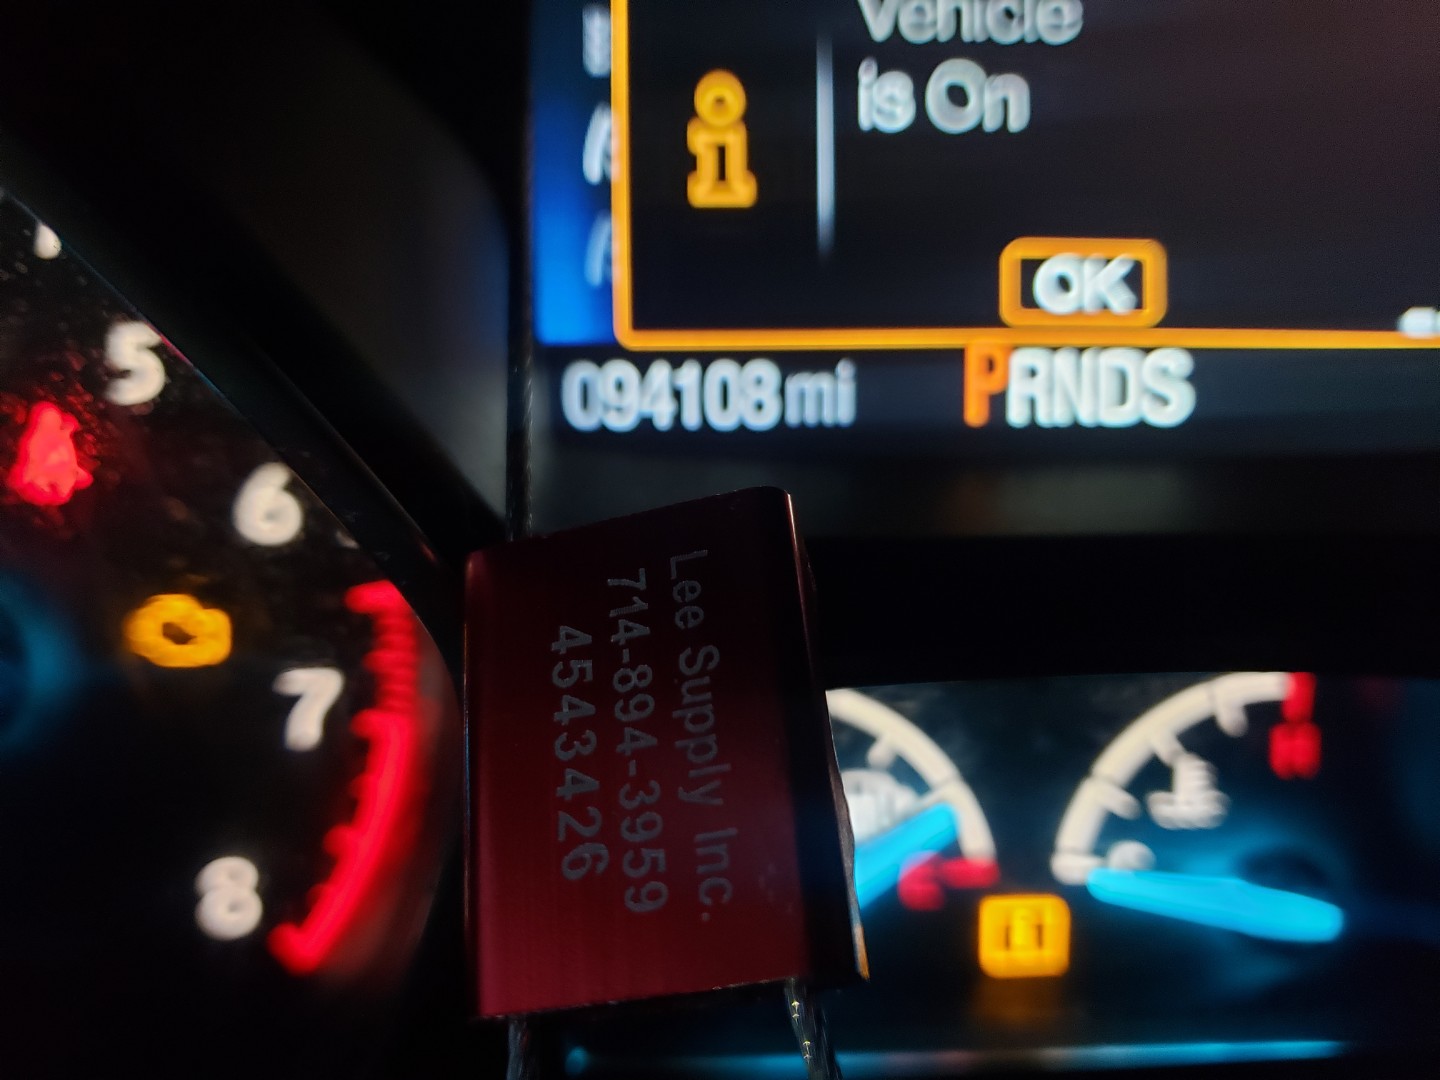 Vehicle
is On
OK
094108mi
PRNDS
5
6
7
8
Lee Supply Inc.
714-894-3959
4543426